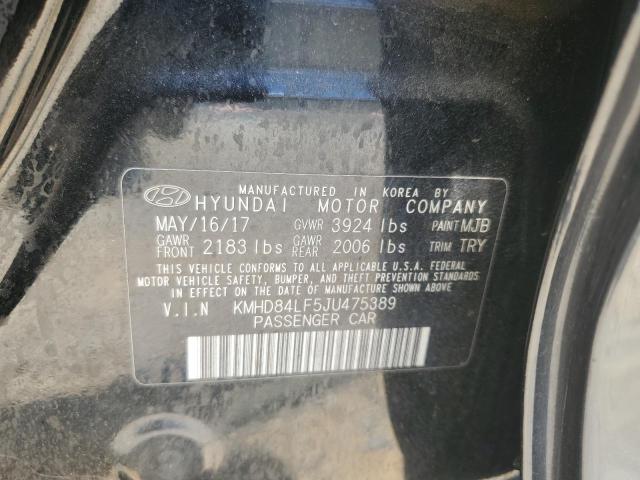 MANUFACTURED IN KOREA BY
HYUNDAI MOTOR COMPANY
MAY/16/17 GVWR 3924 lbs PAINT MJB
GAWR FRONT 2183 lbs GAWR REAR 2006 lbs TRIM TRY
THIS VEHICLE CONFORMS TO ALL APPLICABLE U.S.A. FEDERAL
MOTOR VEHICLE SAFETY, BUMPER, AND THEFT PREVENTION STANDARDS
IN EFFECT ON THE DATE OF MANUFACTURE SHOWN ABOVE
V.I.N KMHD84LF5JU475389
PASSENGER CAR